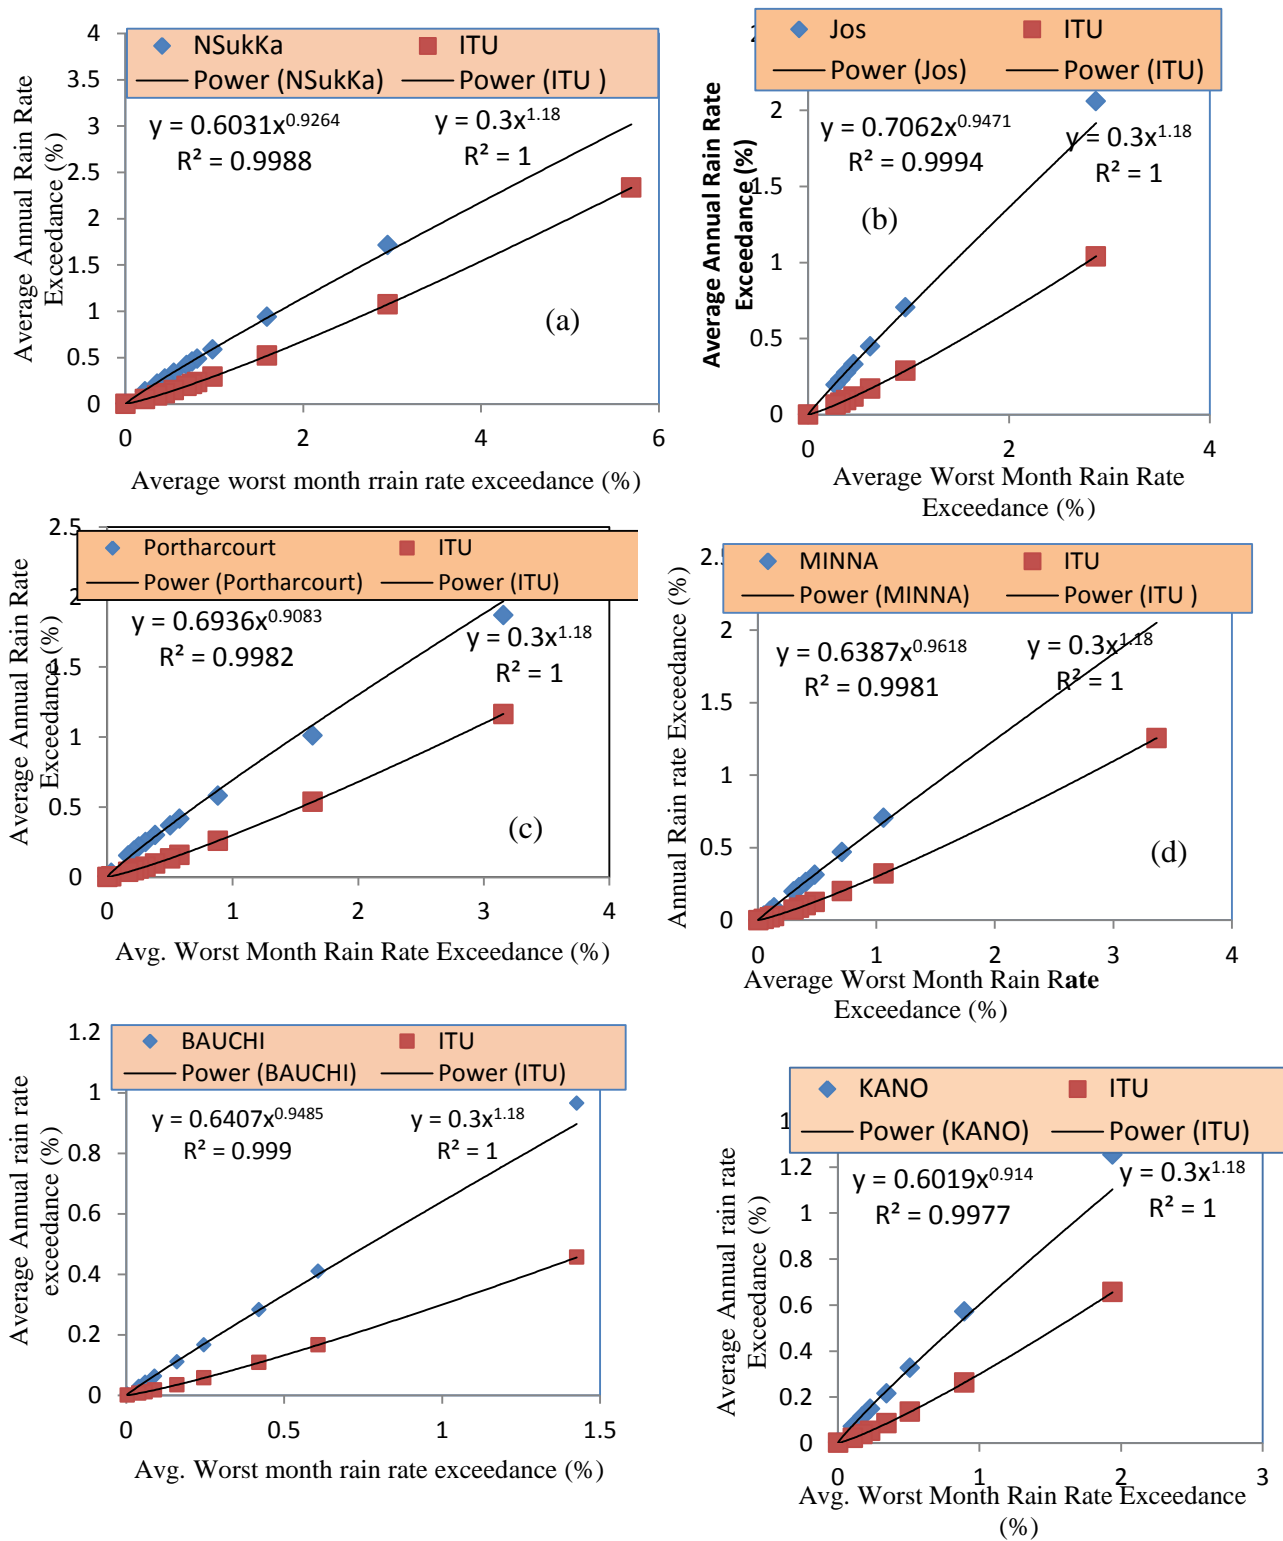 NSukKa ITU
Power (NSukKa) Power (ITU )
4
3
2.5
2
1.5
1
0.5
0
y = 0.6031x^0.9264
R² = 0.9988
y = 0.3x^1.18
R² = 1
(a)
0 2 4 6
Average Annual Rain Rate
Exceedance (%)
Average worst month rrain rate exceedance (%)
Jos ITU
Power (Jos) Power (ITU)
2
1.5
1
0.5
0
y = 0.7062x^0.9471
R² = 0.9994
y = 0.3x^1.18
R² = 1
(b)
0 2 4
Average Annual Rain Rate
Exceedance (%)
Average Worst Month Rain Rate
Exceedance (%)
Portharcourt ITU
Power (Portharcourt) Power (ITU)
2.5
2
1.5
1
0.5
0
y = 0.6936x^0.9083
R² = 0.9982
y = 0.3x^1.18
R² = 1
(c)
0 1 2 3 4
Average Annual Rain Rate
Exceedance (%)
Avg. Worst Month Rain Rate Exceedance (%)
MINNA ITU
Power (MINNA) Power (ITU )
2
1.5
1
0.5
0
y = 0.6387x^0.9618
R² = 0.9981
y = 0.3x^1.18
R² = 1
(d)
0 1 2 3 4
Annual Rain rate Exceedance (%)
Average Worst Month Rain Rate
Exceedance (%)
BAUCHI ITU
Power (BAUCHI) Power (ITU)
1.2
1
0.8
0.6
0.4
0.2
0
y = 0.6407x^0.9485
R² = 0.999
y = 0.3x^1.18
R² = 1
0 0.5 1 1.5
Average Annual rain rate
exceedance (%)
Avg. Worst month rain rate exceedance (%)
KANO ITU
Power (KANO) Power (ITU)
1.2
1
0.8
0.6
0.4
0.2
0
y = 0.6019x^0.914
R² = 0.9977
y = 0.3x^1.18
R² = 1
0 1 2 3
Average Annual rain rate
Exceedance (%)
Avg. Worst Month Rain Rate Exceedance
(%)